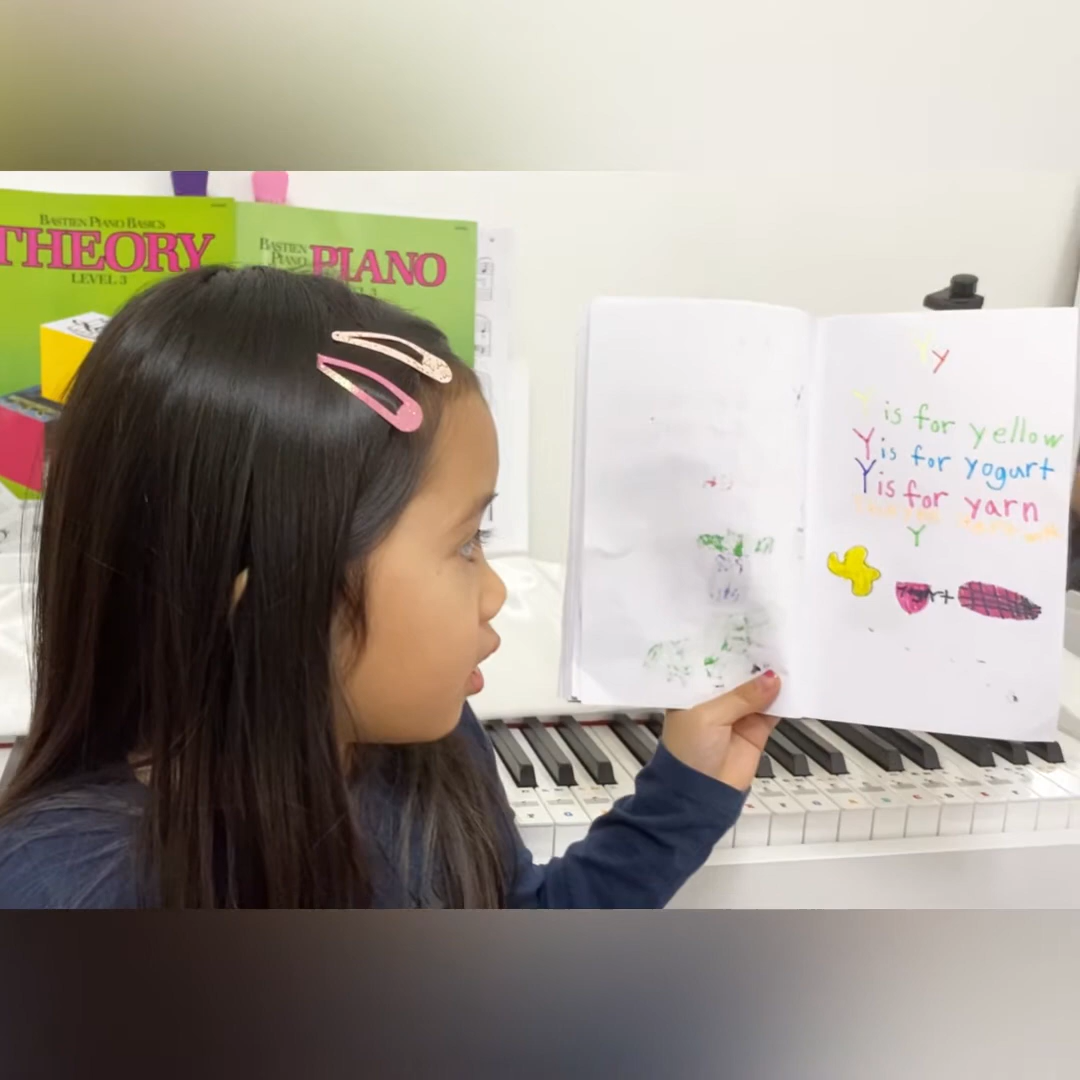 BASTIEN PIANO BASICS
THEORY
LEVEL 3
BASTIEN
PIANO
PIANO
Yy
Y is for yellow
Y is for yogurt
Y is for yarn
Y